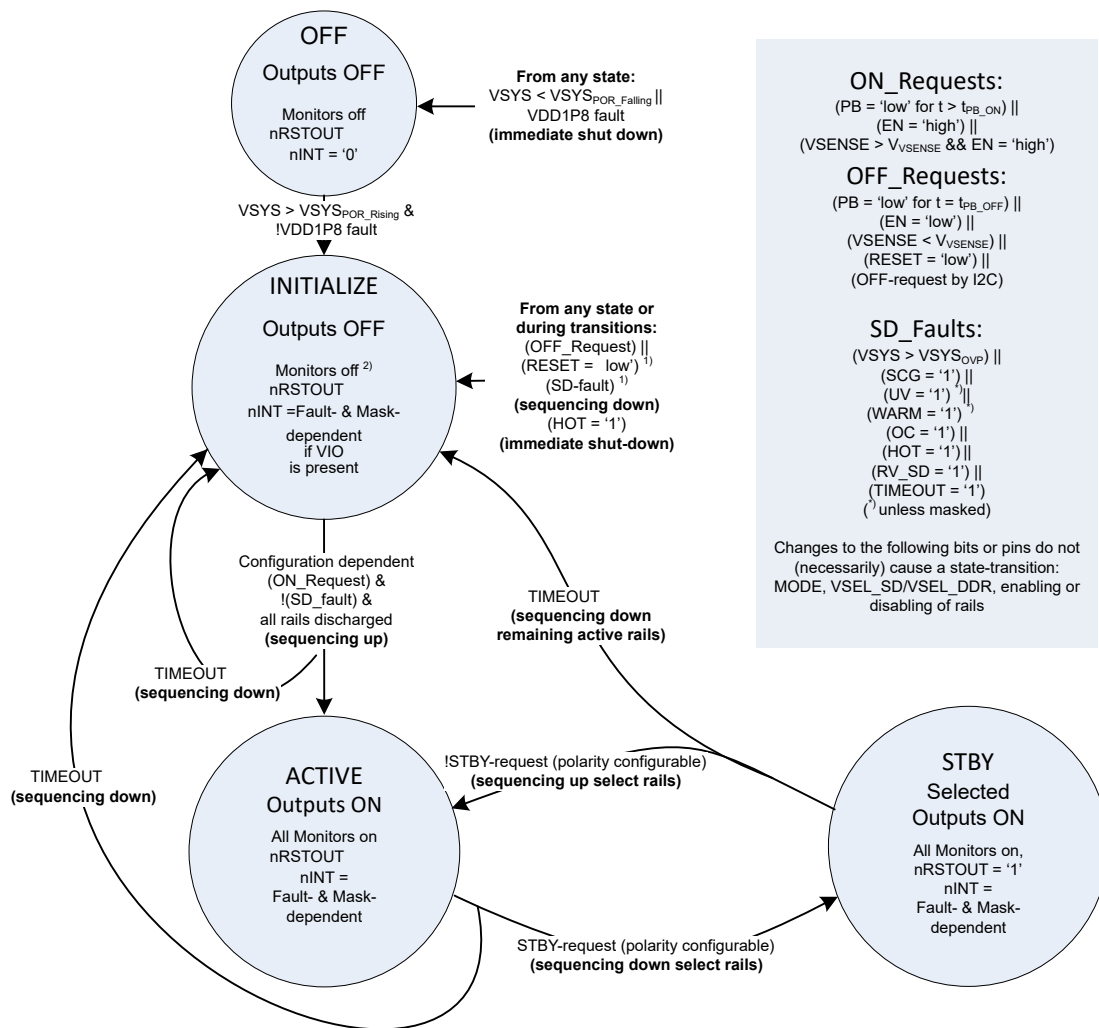 OFF
Outputs OFF
Monitors off
nRSTOUT
nINT = ‘0’
From any state:
VSYS < VSYSPOR_Falling ||
VDD1P8 fault
(immediate shut down)
VSYS > VSYSPOR_Rising &
!VDD1P8 fault
INITIALIZE
Outputs OFF
Monitors off 2)
nRSTOUT
nINT =Fault- & Mask-
dependent
if VIO
is present
From any state or
during transitions:
(OFF_Request) ||
(RESET = low’) 1)
(SD-fault) 1)
(sequencing down)
(HOT = ‘1’)
(immediate shut-down)
Configuration dependent
(ON_Request) &
!(SD_fault) &
all rails discharged
(sequencing up)
TIMEOUT
(sequencing down)
TIMEOUT
(sequencing down
remaining active rails)
TIMEOUT
(sequencing down)
!STBY-request (polarity configurable)
(sequencing up select rails)
ACTIVE
Outputs ON
All Monitors on
nRSTOUT
nINT =
Fault- & Mask-
dependent
STBY-request (polarity configurable)
(sequencing down select rails)
STBY
Selected
Outputs ON
All Monitors on,
nRSTOUT = ‘1’
nINT =
Fault- & Mask-
dependent
ON_Requests:
(PB = ‘low’ for t > tPB_ON) ||
(EN = ‘high’) ||
(VSENSE > VVSENSE && EN = ‘high’)
OFF_Requests:
(PB = ‘low’ for t = tPB_OFF) ||
(EN = ‘low’) ||
(VSENSE < VVSENSE) ||
(RESET = ‘low’) ||
(OFF-request by I2C)
SD_Faults:
(VSYS > VSYSOVP) ||
(SCG = ‘1’) ||
(UV = ‘1’) *)||
(WARM = ‘1’) *)
(OC = ‘1’) ||
(HOT = ‘1’) ||
(RV_SD = ‘1’) ||
(TIMEOUT = ‘1’)
(*) unless masked)
Changes to the following bits or pins do not
(necessarily) cause a state-transition:
MODE, VSEL_SD/VSEL_DDR, enabling or
disabling of rails